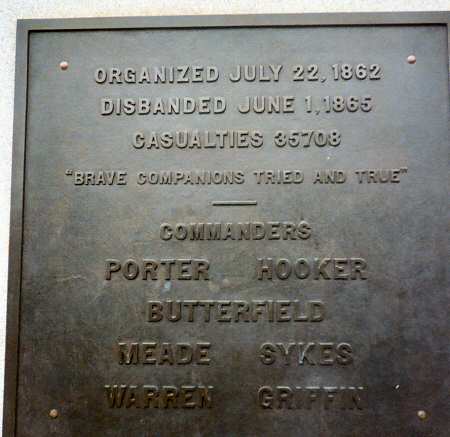 ORGANIZED JULY 22, 1862
DISBANDED JUNE 1, 1865
CASUALTIES 35708
"BRAVE COMPANIONS TRIED AND TRUE"
COMMANDERS
PORTER HOOKER
BUTTERFIELD
MEADE SYKES
WARREN GRIFFIN